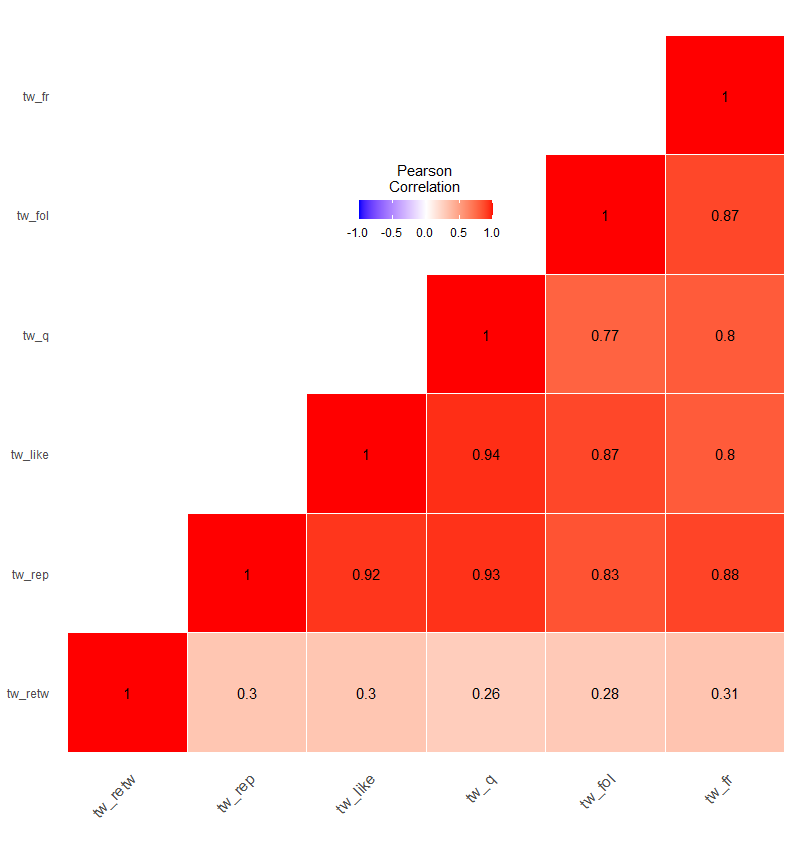 tw_fr
1
Pearson
Correlation
-1.0 -0.5 0.0 0.5 1.0
tw_fol
1 0.87
tw_q
1 0.77 0.8
tw_like
1 0.94 0.87 0.8
tw_rep
1 0.92 0.93 0.83 0.88
tw_retw
1 0.3 0.3 0.26 0.28 0.31
tw_retw tw_rep tw_like tw_q tw_fol tw_fr